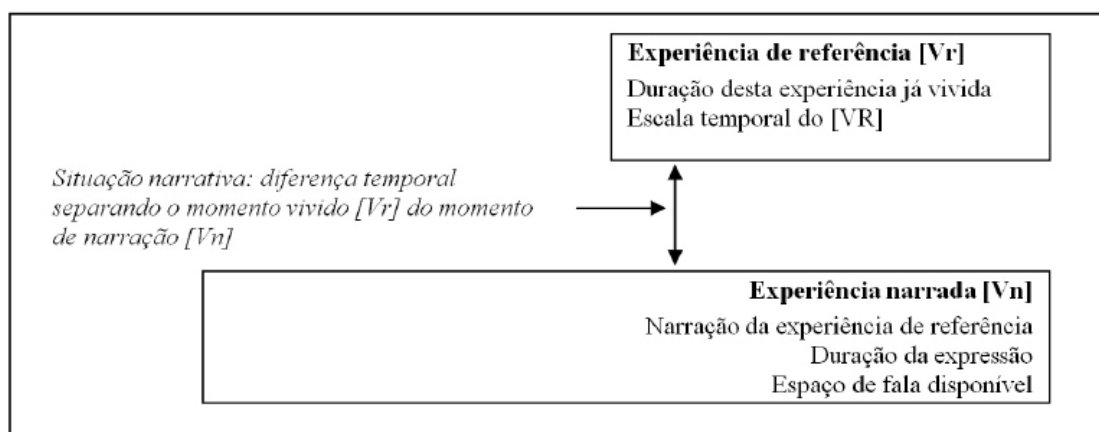 Experiência de referência [Vr]
Duração desta experiência já vivida
Escala temporal do [VR]
Situação narrativa: diferença temporal
separando o momento vivido [Vr] do momento
de narração [Vn]
Experiência narrada [Vn]
Narração da experiência de referência
Duração da expressão
Espaço de fala disponível